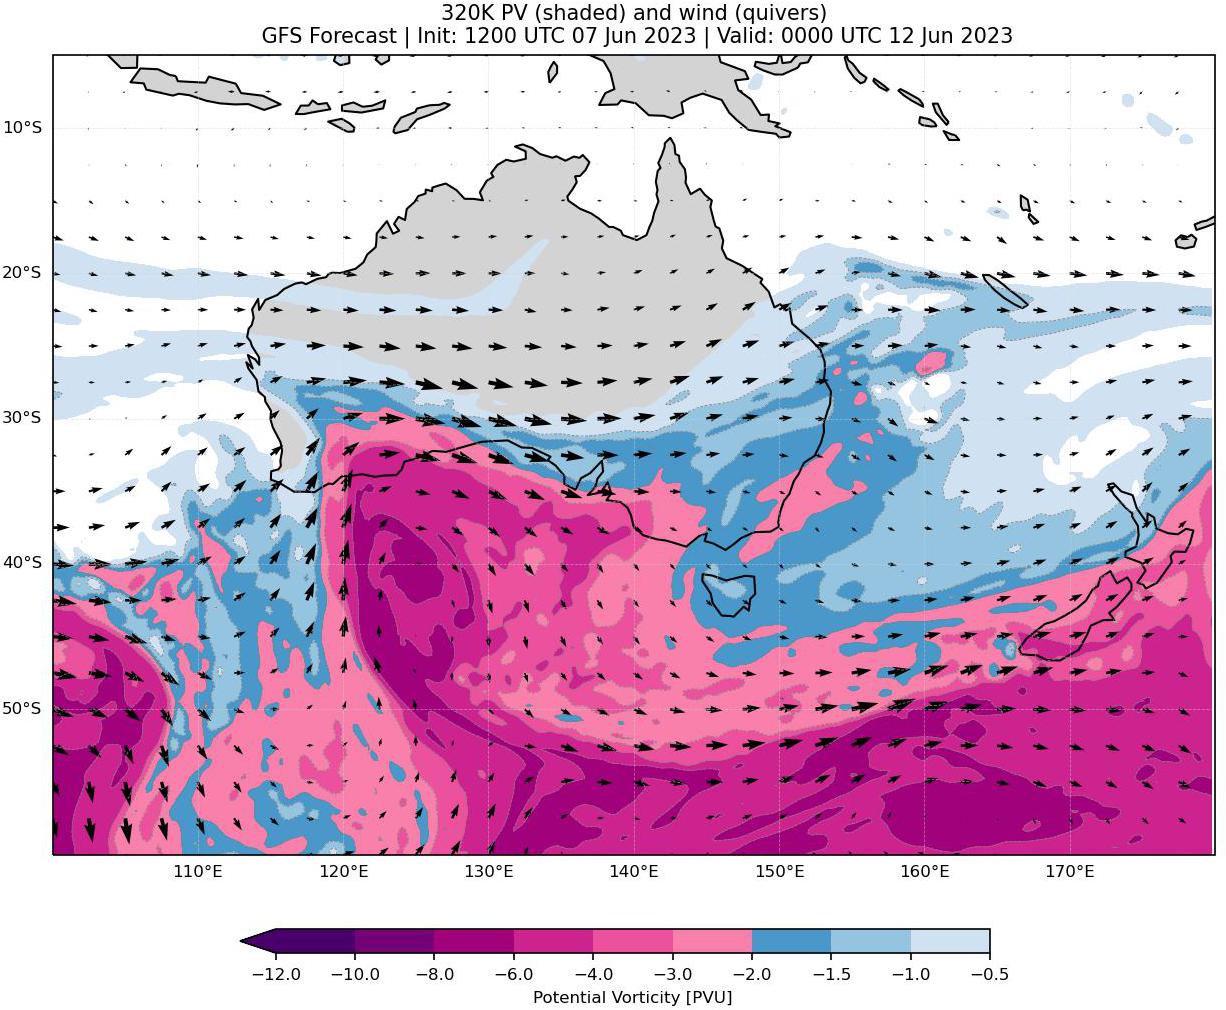 320K PV (shaded) and wind (quivers)
GFS Forecast | Init: 1200 UTC 07 Jun 2023 | Valid: 0000 UTC 12 Jun 2023
10°S
20°S
30°S
40°S
50°S
110°E 120°E 130°E 140°E 150°E 160°E 170°E
−12.0 −10.0 −8.0 −6.0 −4.0 −3.0 −2.0 −1.5 −1.0 −0.5
Potential Vorticity [PVU]